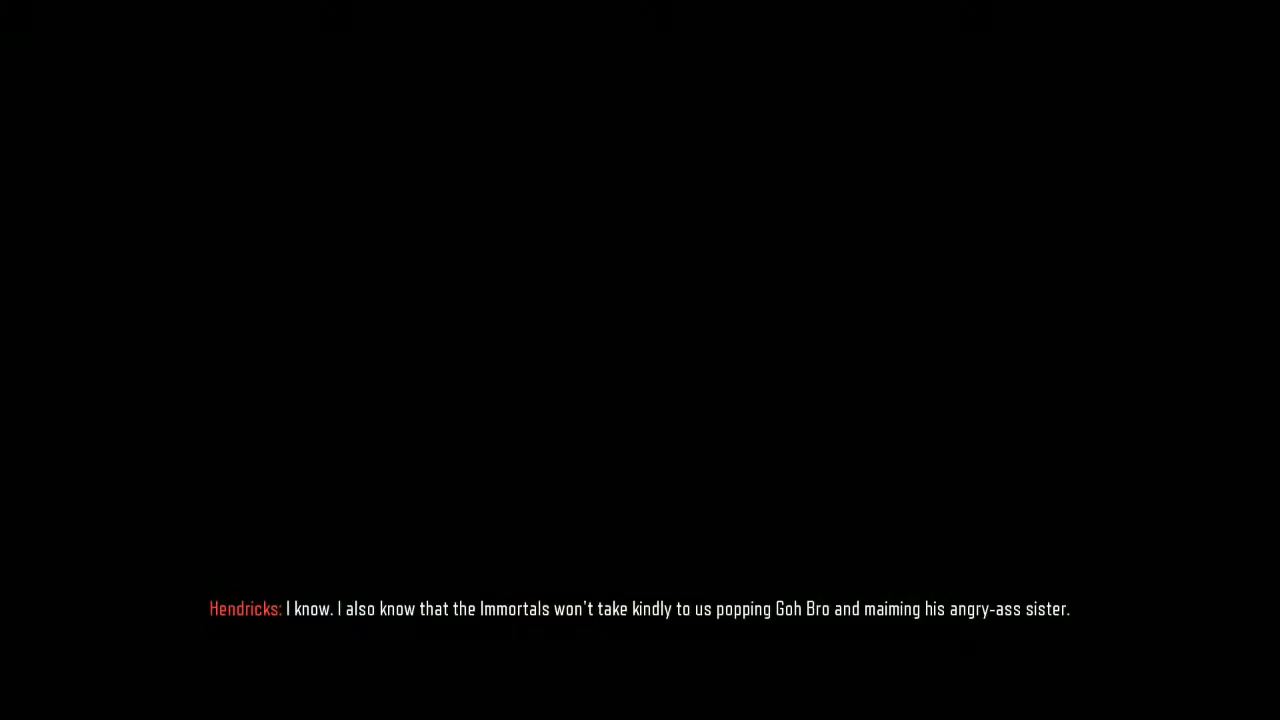 Hendricks: I know. I also know that the Immortals won't take kindly to us popping Goh Bro and maiming his angry-ass sister.